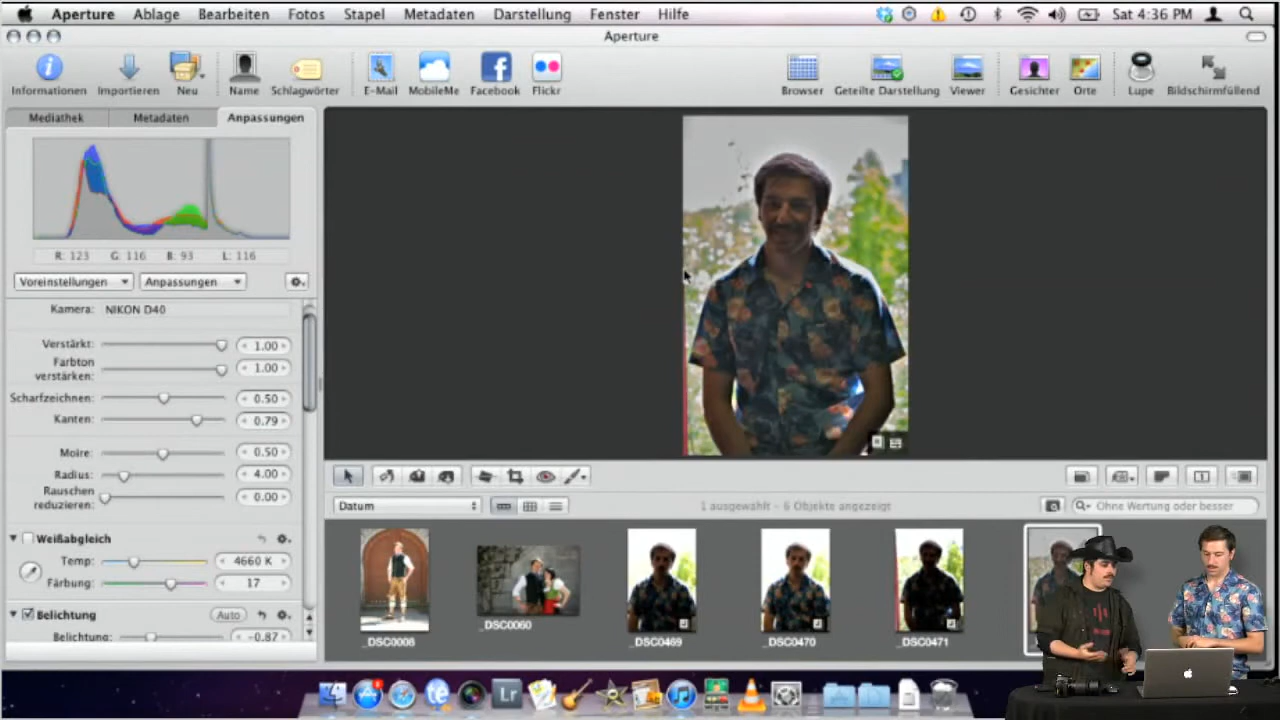 Aperture Ablage Bearbeiten Fotos Stapel Metadaten Darstellung Fenster Hilfe Sat 4:36 PM
Aperture
Informationen Importieren Neu Name Schlagwörter E-Mail MobileMe Facebook Flickr Browser Geteilte Darstellung Viewer Gesichter Orte Lupe Bildschirmfüllend
Mediathek Metadaten Anpassungen
R: 123 G: 116 B: 93 L: 116
Voreinstellungen Anpassungen
Kamera: NIKON D40
Verstärkt: 1.00
Farbton
verstärken: 1.00
Scharfzeichnen: 0.50
Kanten: 0.79
Moire: 0.50
Radius: 4.00
Rauschen
reduzieren: 0.00
Weißabgleich
Temp: 4660 K
Färbung: 17
Belichtung Auto
Belichtung: -0.87
Datum 1 ausgewählt - 6 Objekte angezeigt Ohne Wertung oder besser
_DSC0008 _DSC0060 _DSC0469 _DSC0470 _DSC0471
Lr